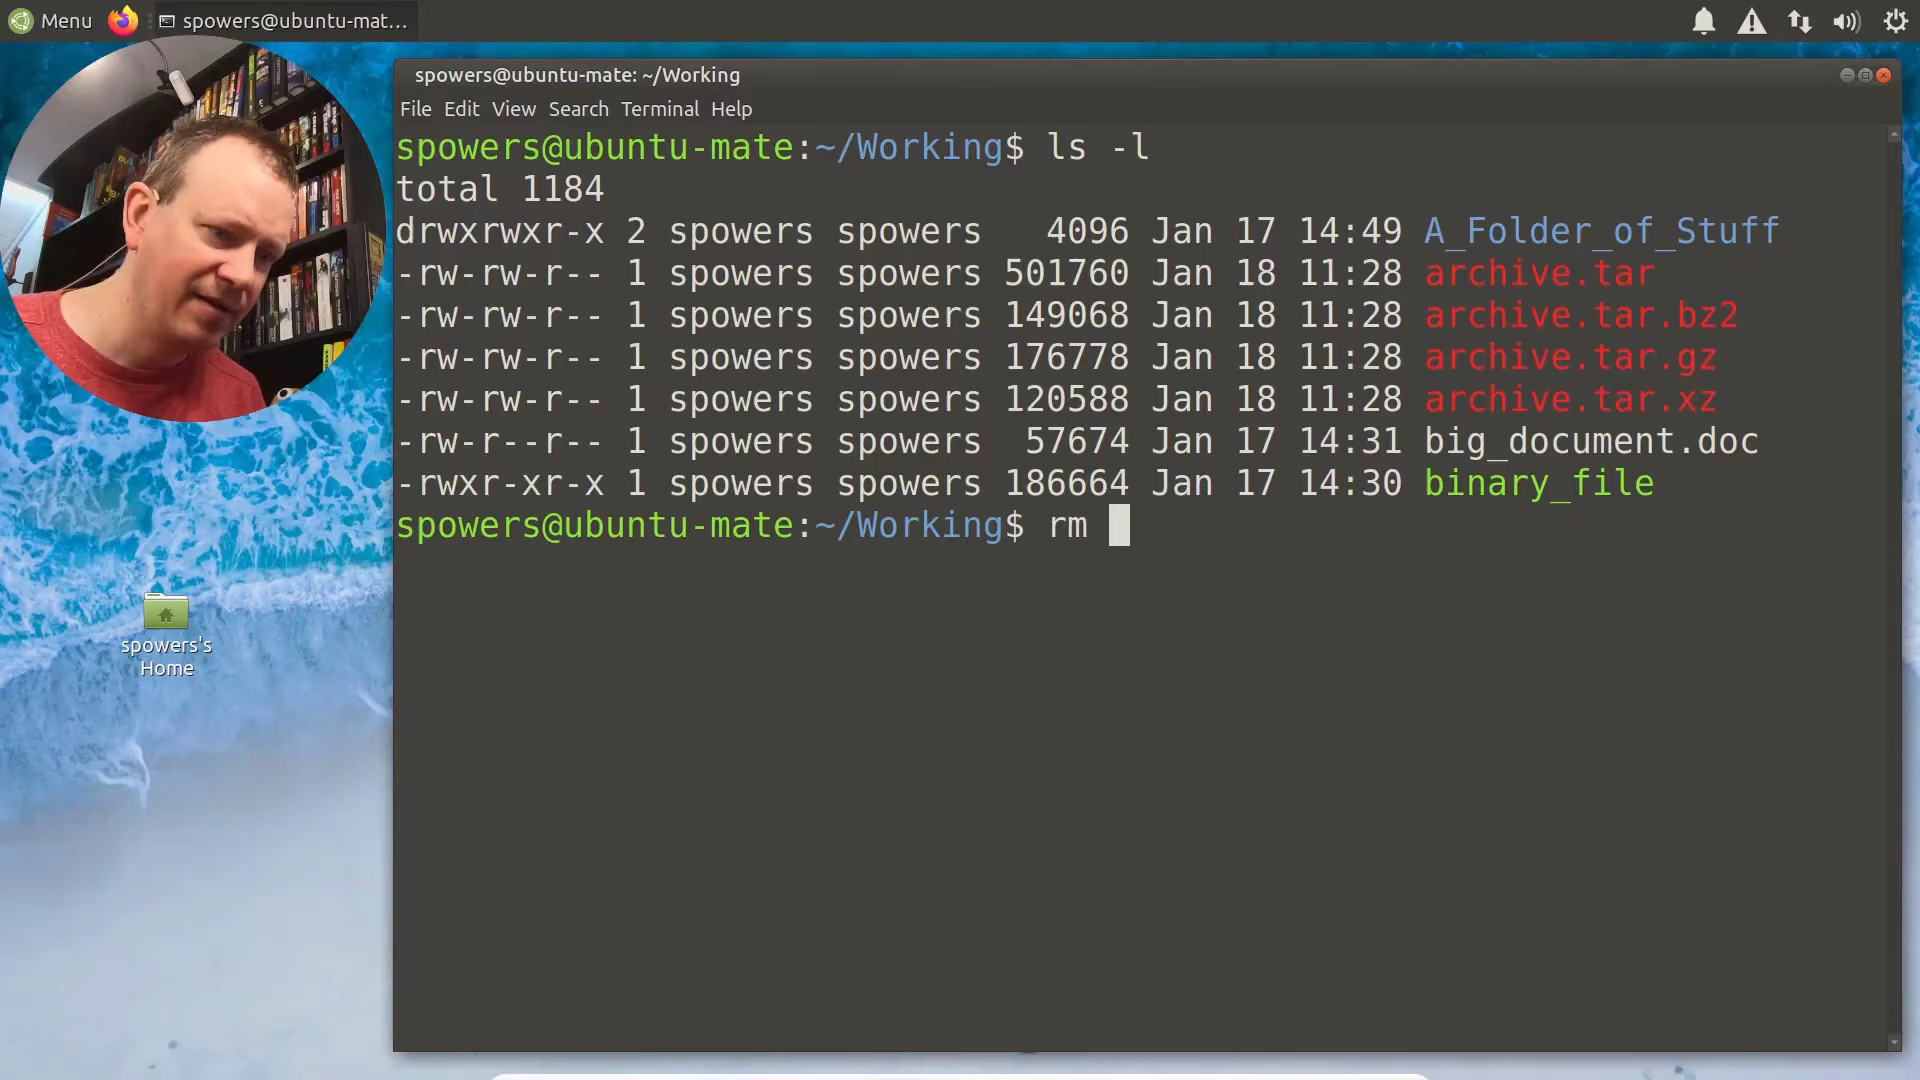 Menu
spowers@ubuntu-mat...
spowers@ubuntu-mate: ~/Working
File Edit View Search Terminal Help
spowers@ubuntu-mate:~/Working$ ls -l
total 1184
drwxrwxr-x 2 spowers spowers 4096 Jan 17 14:49 A_Folder_of_Stuff
-rw-rw-r-- 1 spowers spowers 501760 Jan 18 11:28 archive.tar
-rw-rw-r-- 1 spowers spowers 149068 Jan 18 11:28 archive.tar.bz2
-rw-rw-r-- 1 spowers spowers 176778 Jan 18 11:28 archive.tar.gz
-rw-rw-r-- 1 spowers spowers 120588 Jan 18 11:28 archive.tar.xz
-rw-r--r-- 1 spowers spowers 57674 Jan 17 14:31 big_document.doc
-rwxr-xr-x 1 spowers spowers 186664 Jan 17 14:30 binary_file
spowers@ubuntu-mate:~/Working$ rm
spowers's
Home